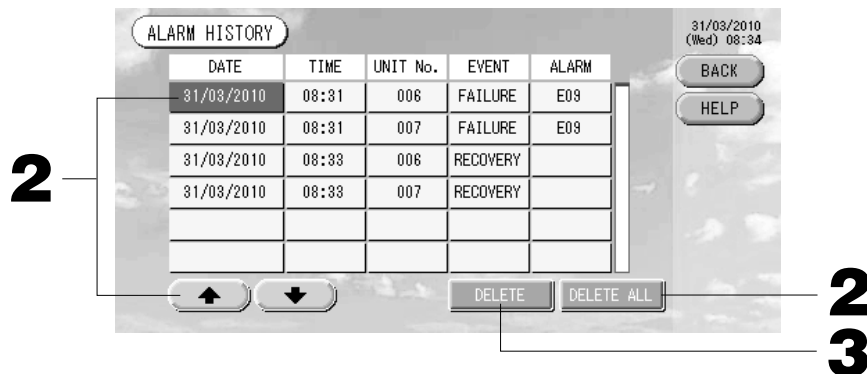 ALARM HISTORY
31/03/2010
(Wed) 08:34
BACK
HELP
DATE TIME UNIT No. EVENT ALARM
31/03/2010 08:31 006 FAILURE E09
31/03/2010 08:31 007 FAILURE E09
31/03/2010 08:33 006 RECOVERY
31/03/2010 08:33 007 RECOVERY
2
DELETE DELETE ALL
2
3